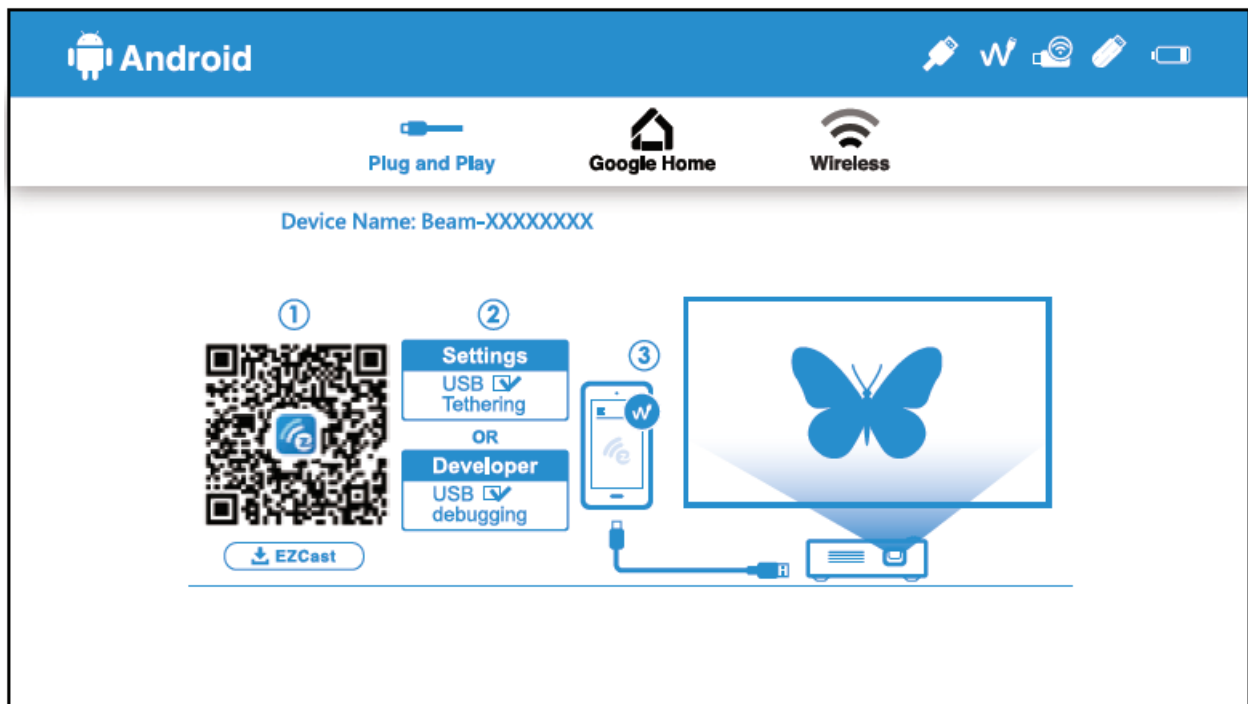 Android
Plug and Play
Google Home
Wireless
Device Name: Beam-XXXXXXXX
①
②
③
Settings
USB
Tethering
OR
Developer
USB
debugging
EZCast